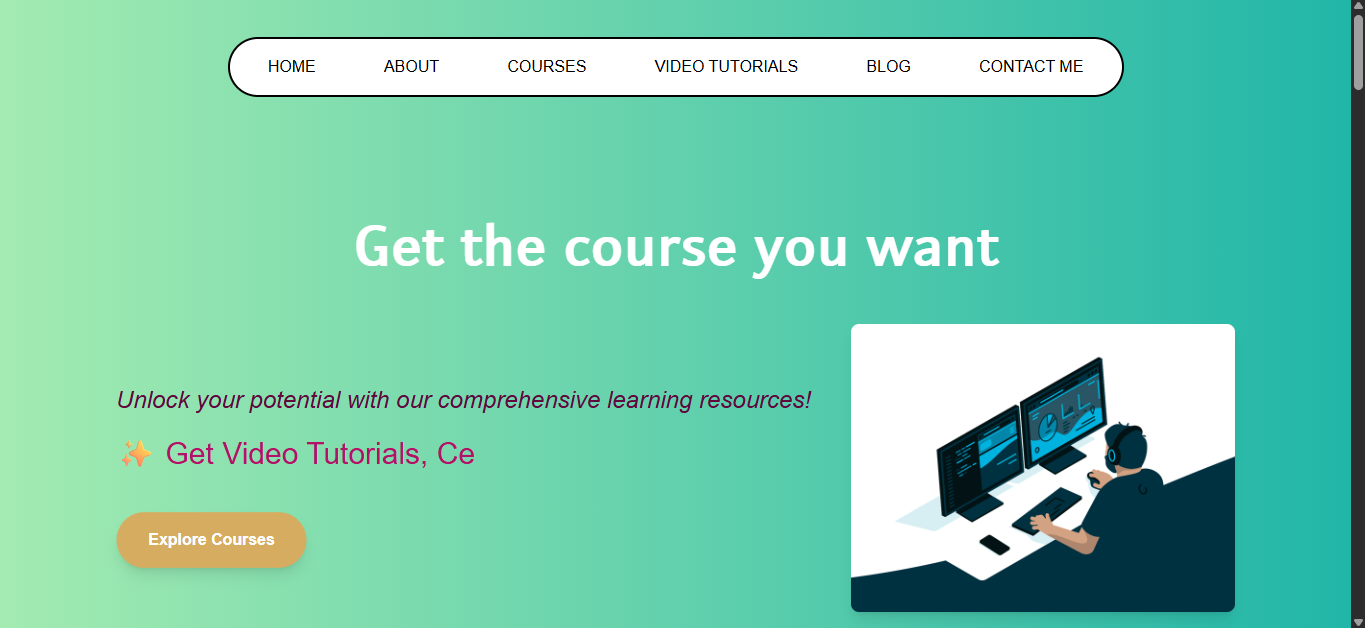 HOME ABOUT COURSES VIDEO TUTORIALS BLOG CONTACT ME
Get the course you want
Unlock your potential with our comprehensive learning resources!
✨ Get Video Tutorials, Ce
Explore Courses